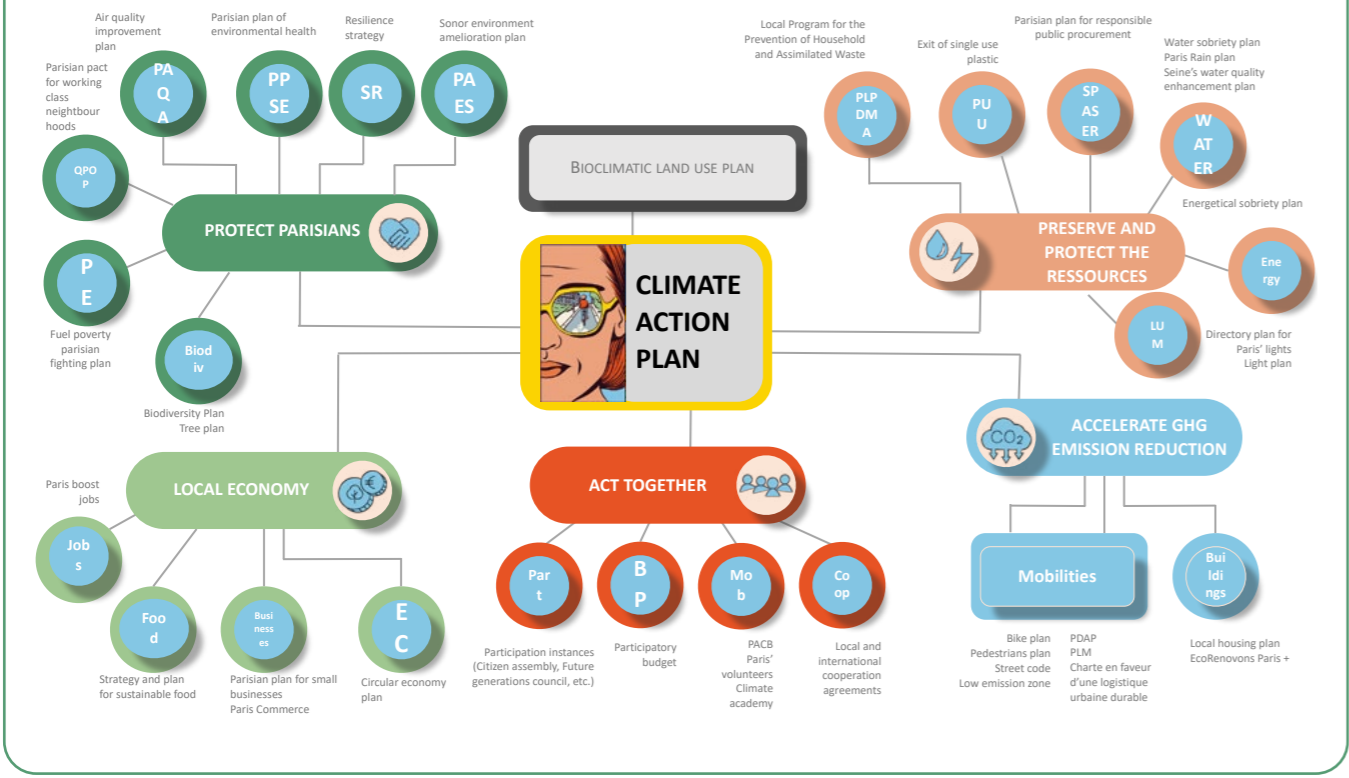 Air quality
improvement
plan
Parisian plan of
environmental health
Resilience
strategy
Sonor environment
amelioration plan
Parisian pact
for working
class
neightbour
hoods
PA
Q
A
PP
SE
SR
PA
ES
QPO
P
PROTECT PARISIANS
P
E
Fuel poverty
parisian
fighting plan
Biod
iv
Biodiversity Plan
Tree plan
BIOCLIMATIC LAND USE PLAN
CLIMATE
ACTION
PLAN
Local Program for the
Prevention of Household
and Assimilated Waste
Exit of single use
plastic
Parisian plan for responsible
public procurement
Water sobriety plan
Paris Rain plan
Seine's water quality
enhancement plan
PLP
DM
A
PU
U
SP
AS
ER
W
AT
ER
Energetical sobriety plan
PRESERVE AND
PROTECT THE
RESSOURCES
Ene
rgy
LU
M
Directory plan for
Paris' lights
Light plan
LOCAL ECONOMY
Paris boost
jobs
Job
s
Foo
d
Busi
ness
es
E
C
Strategy and plan
for sustainable food
Parisian plan for small
businesses
Paris Commerce
Circular economy
plan
ACT TOGETHER
Par
t
B
P
Mo
b
Co
op
Participation instances
(Citizen assembly, Future
generations council, etc.)
Participatory
budget
PACB
Paris'
volunteers
Climate
academy
Local and
international
cooperation
agreements
CO2
ACCELERATE GHG
EMISSION REDUCTION
Mobilities
Bui
ldi
ngs
Bike plan
Pedestrians plan
Street code
Low emission zone
PDAP
PLM
Charte en faveur
d'une logistique
urbaine durable
Local housing plan
EcoRenovons Paris +